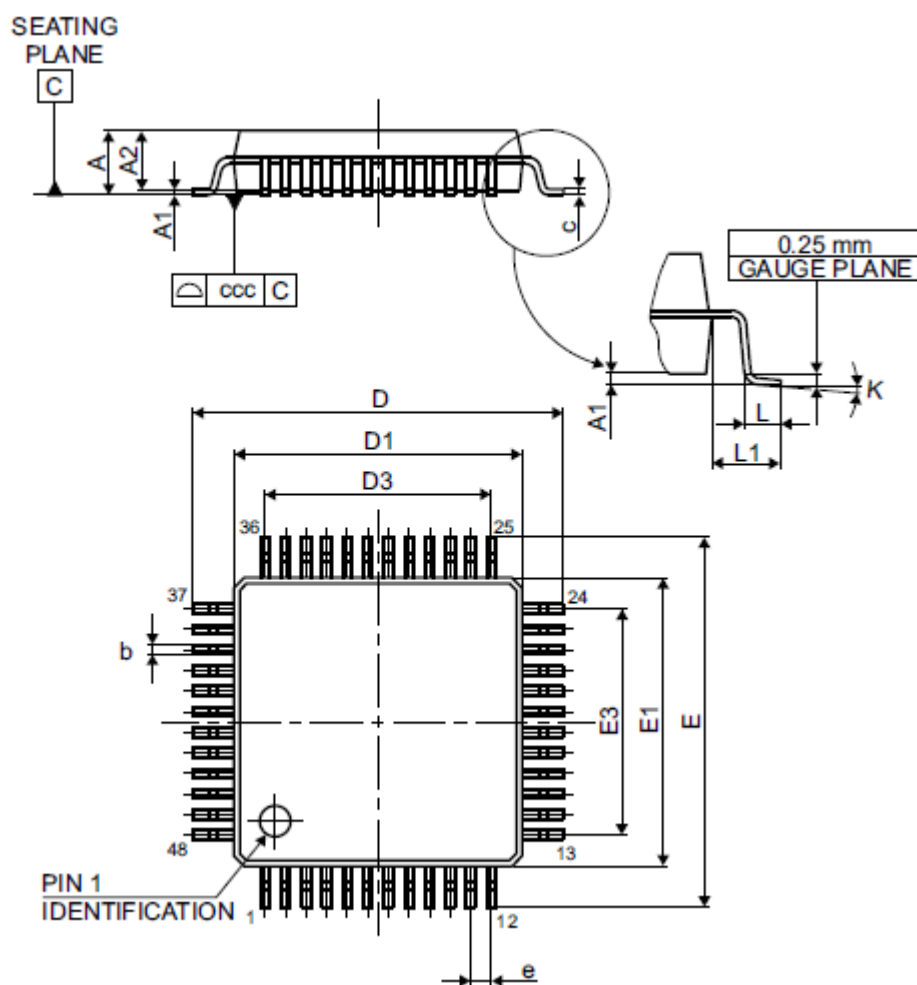 SEATING
PLANE
C
A
A2
A1
c
ccc
C
0.25 mm
GAUGE PLANE
A1
K
L
L1
D
D1
D3
36
25
37
24
b
E3
E1
E
48
13
PIN 1
IDENTIFICATION
1
12
e